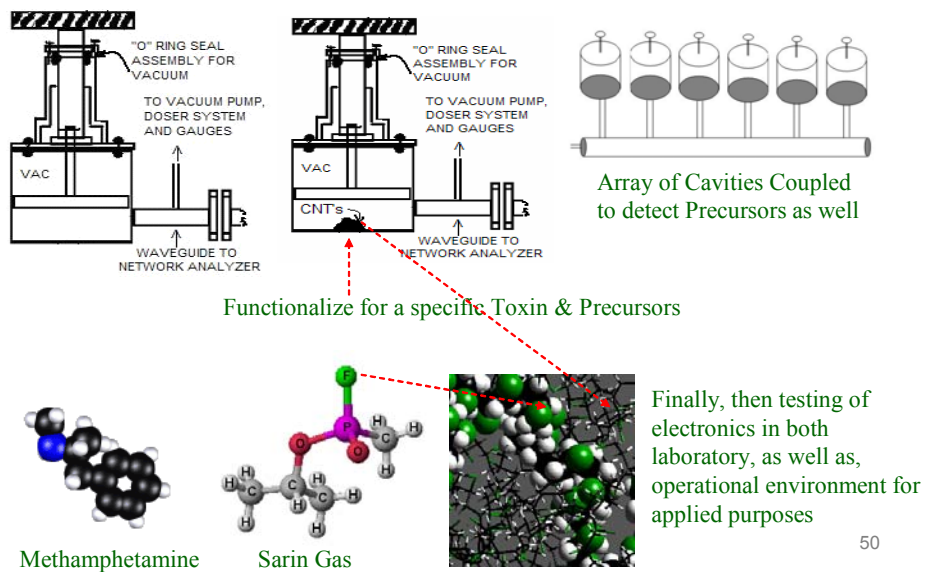 "O" RING SEAL
ASSEMBLY FOR
VACUUM
TO VACUUM PUMP,
DOSER SYSTEM
AND GAUGES
VAC
WAVEGUIDE TO
NETWORK ANALYZER
"O" RING SEAL
ASSEMBLY FOR
VACUUM
TO VACUUM PUMP,
DOSER SYSTEM
AND GAUGES
VAC
CNT's
WAVEGUIDE TO
NETWORK ANALYZER
Array of Cavities Coupled
to detect Precursors as well
Functionalize for a specific Toxin & Precursors
F
P
O
O
C
H
H
H
C
H
C
H
H
H
C
H
H
H
Finally, then testing of
electronics in both
laboratory, as well as,
operational environment for
applied purposes
Methamphetamine
Sarin Gas
50